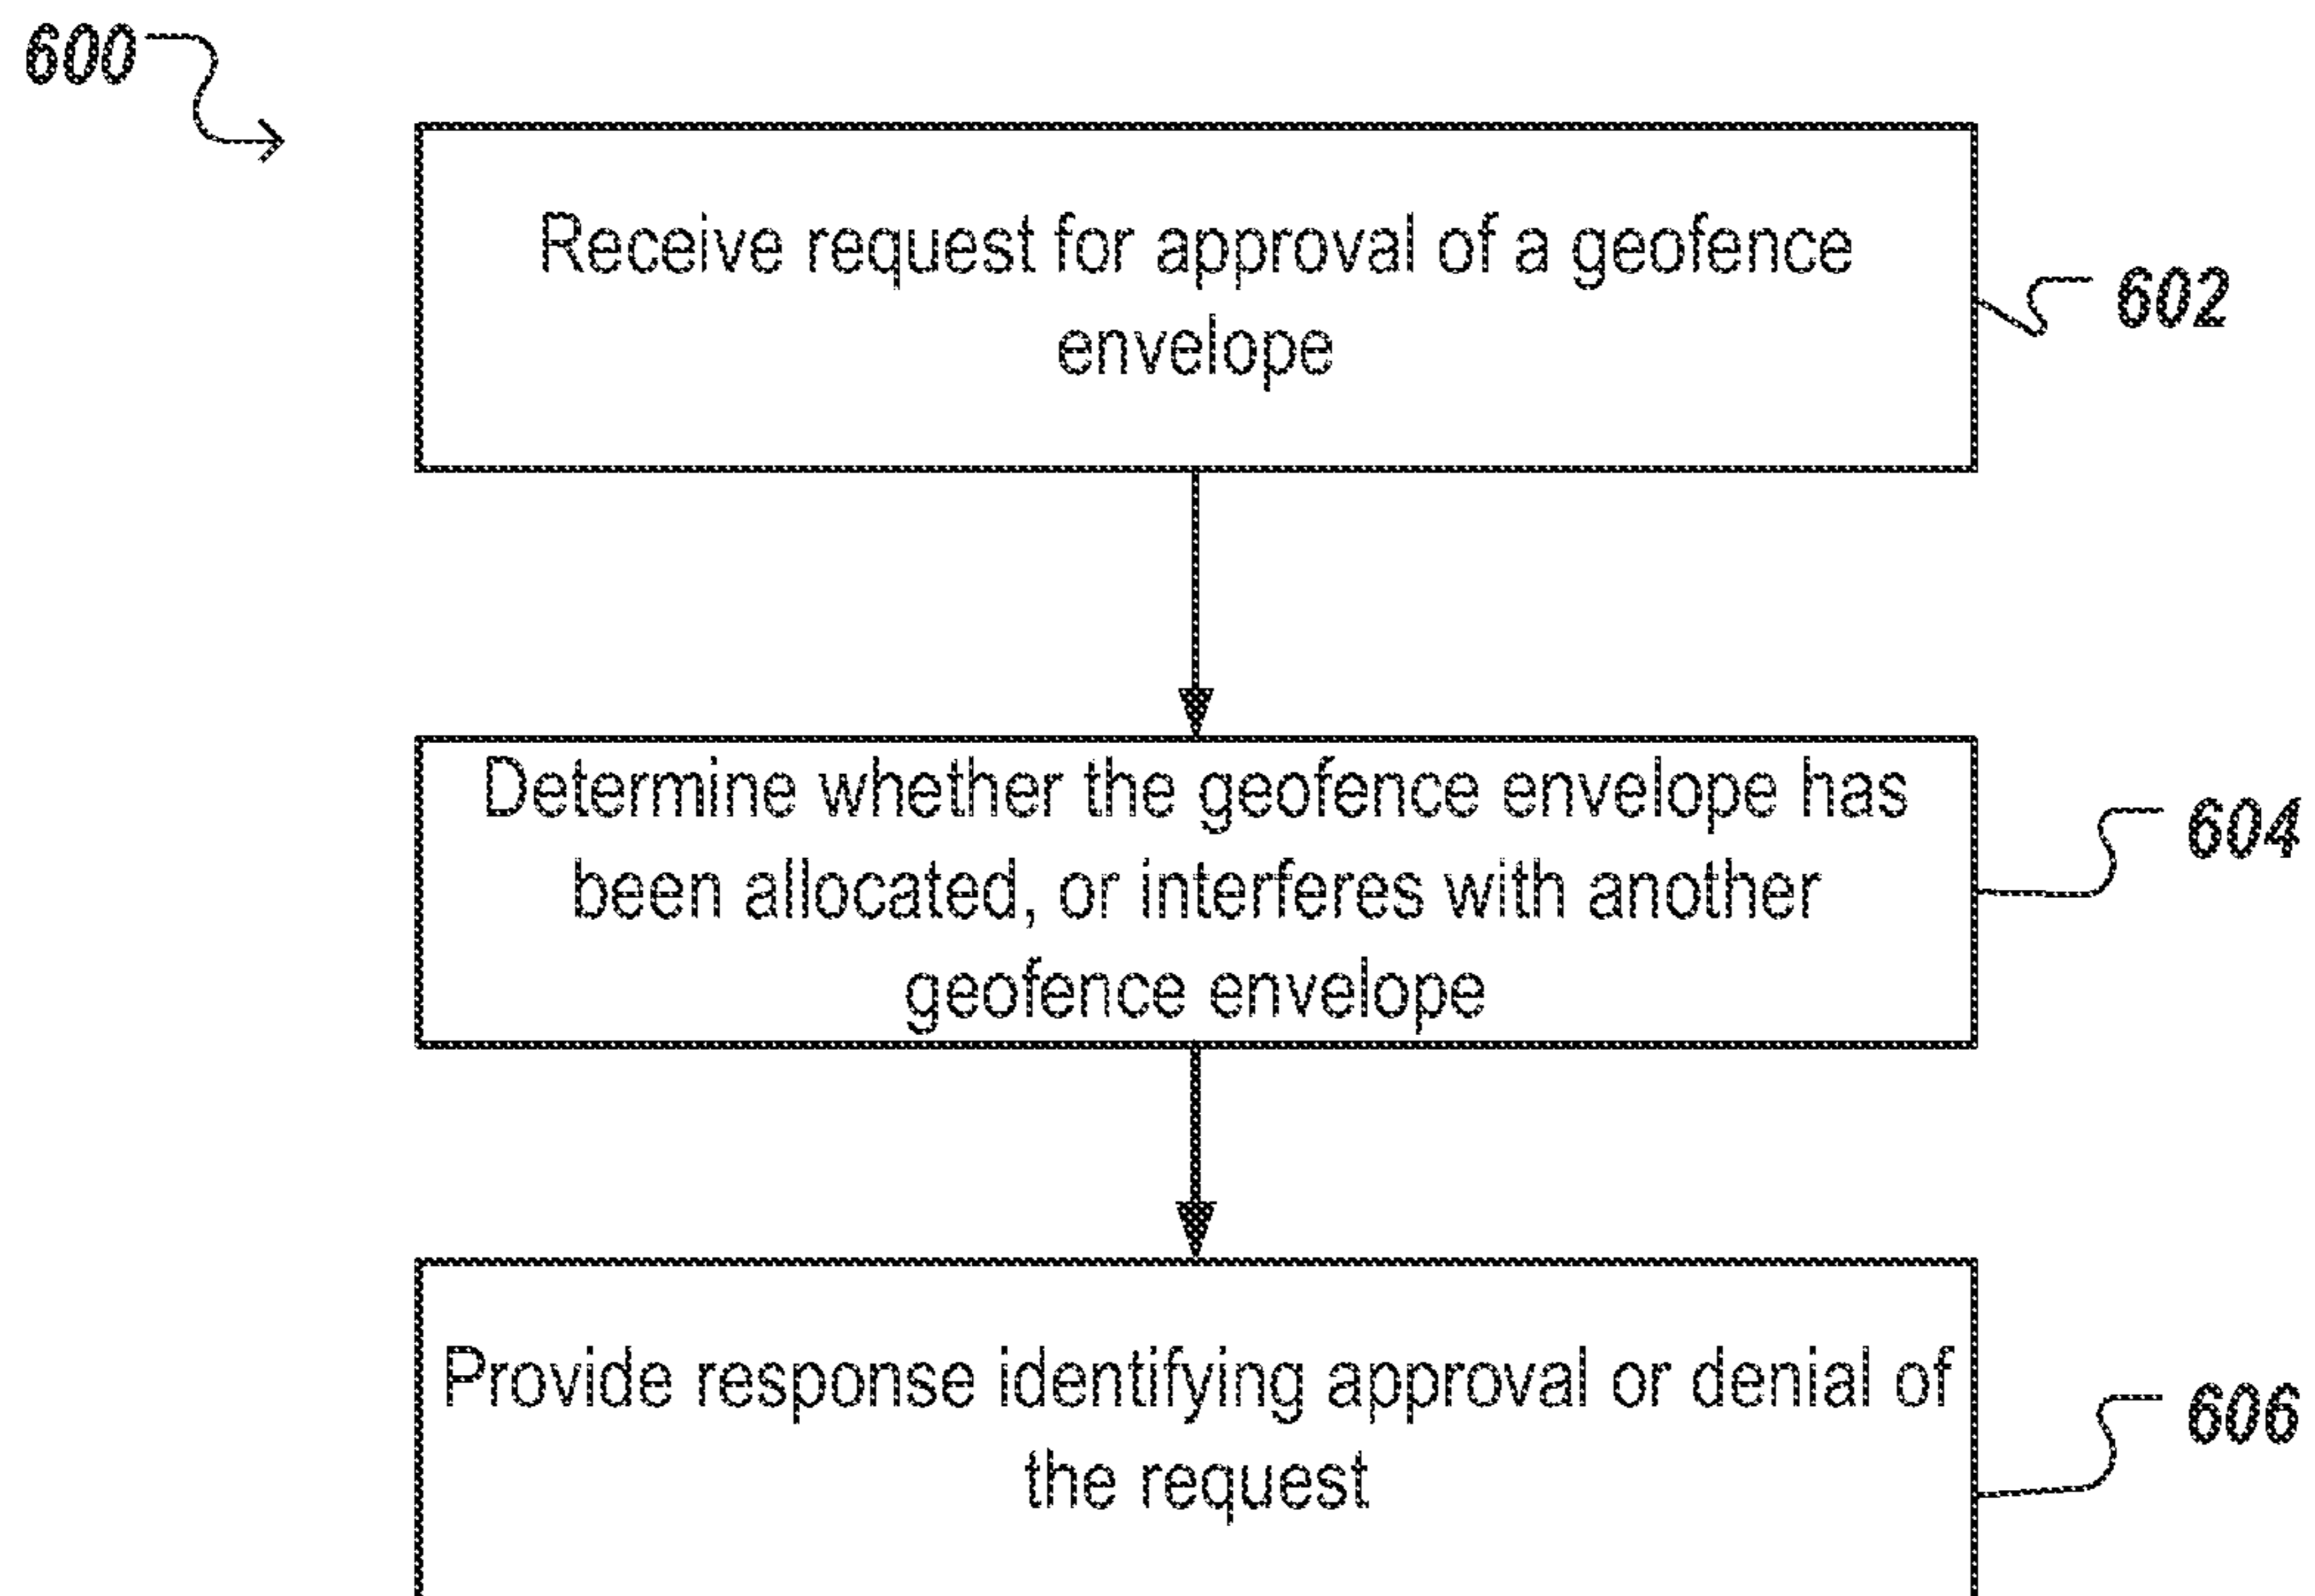 600
Receive request for approval of a geofence
envelope
602
Determine whether the geofence envelope has
been allocated, or interferes with another
geofence envelope
604
Provide response identifying approval or denial of
the request
606